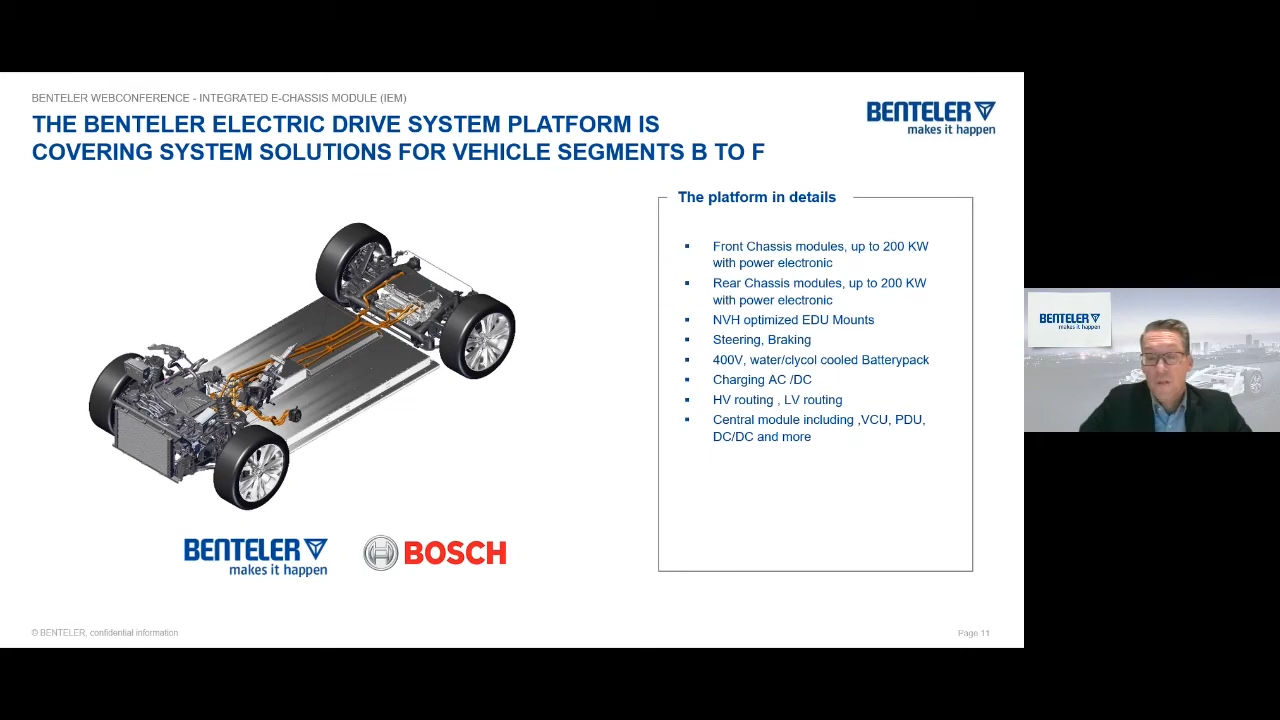 BENTELER WEBCONFERENCE - INTEGRATED E-CHASSIS MODULE (IEM)
THE BENTELER ELECTRIC DRIVE SYSTEM PLATFORM IS
COVERING SYSTEM SOLUTIONS FOR VEHICLE SEGMENTS B TO F
BENTELER
makes it happen
The platform in details
Front Chassis modules, up to 200 KW
with power electronic
Rear Chassis modules, up to 200 KW
with power electronic
NVH optimized EDU Mounts
Steering, Braking
400V, water/clycol cooled Batterypack
Charging AC /DC
HV routing , LV routing
Central module including ,VCU, PDU,
DC/DC and more
BENTELER
makes it happen
BOSCH
© BENTELER, confidential information
Page 11
BENTELER
makes it happen